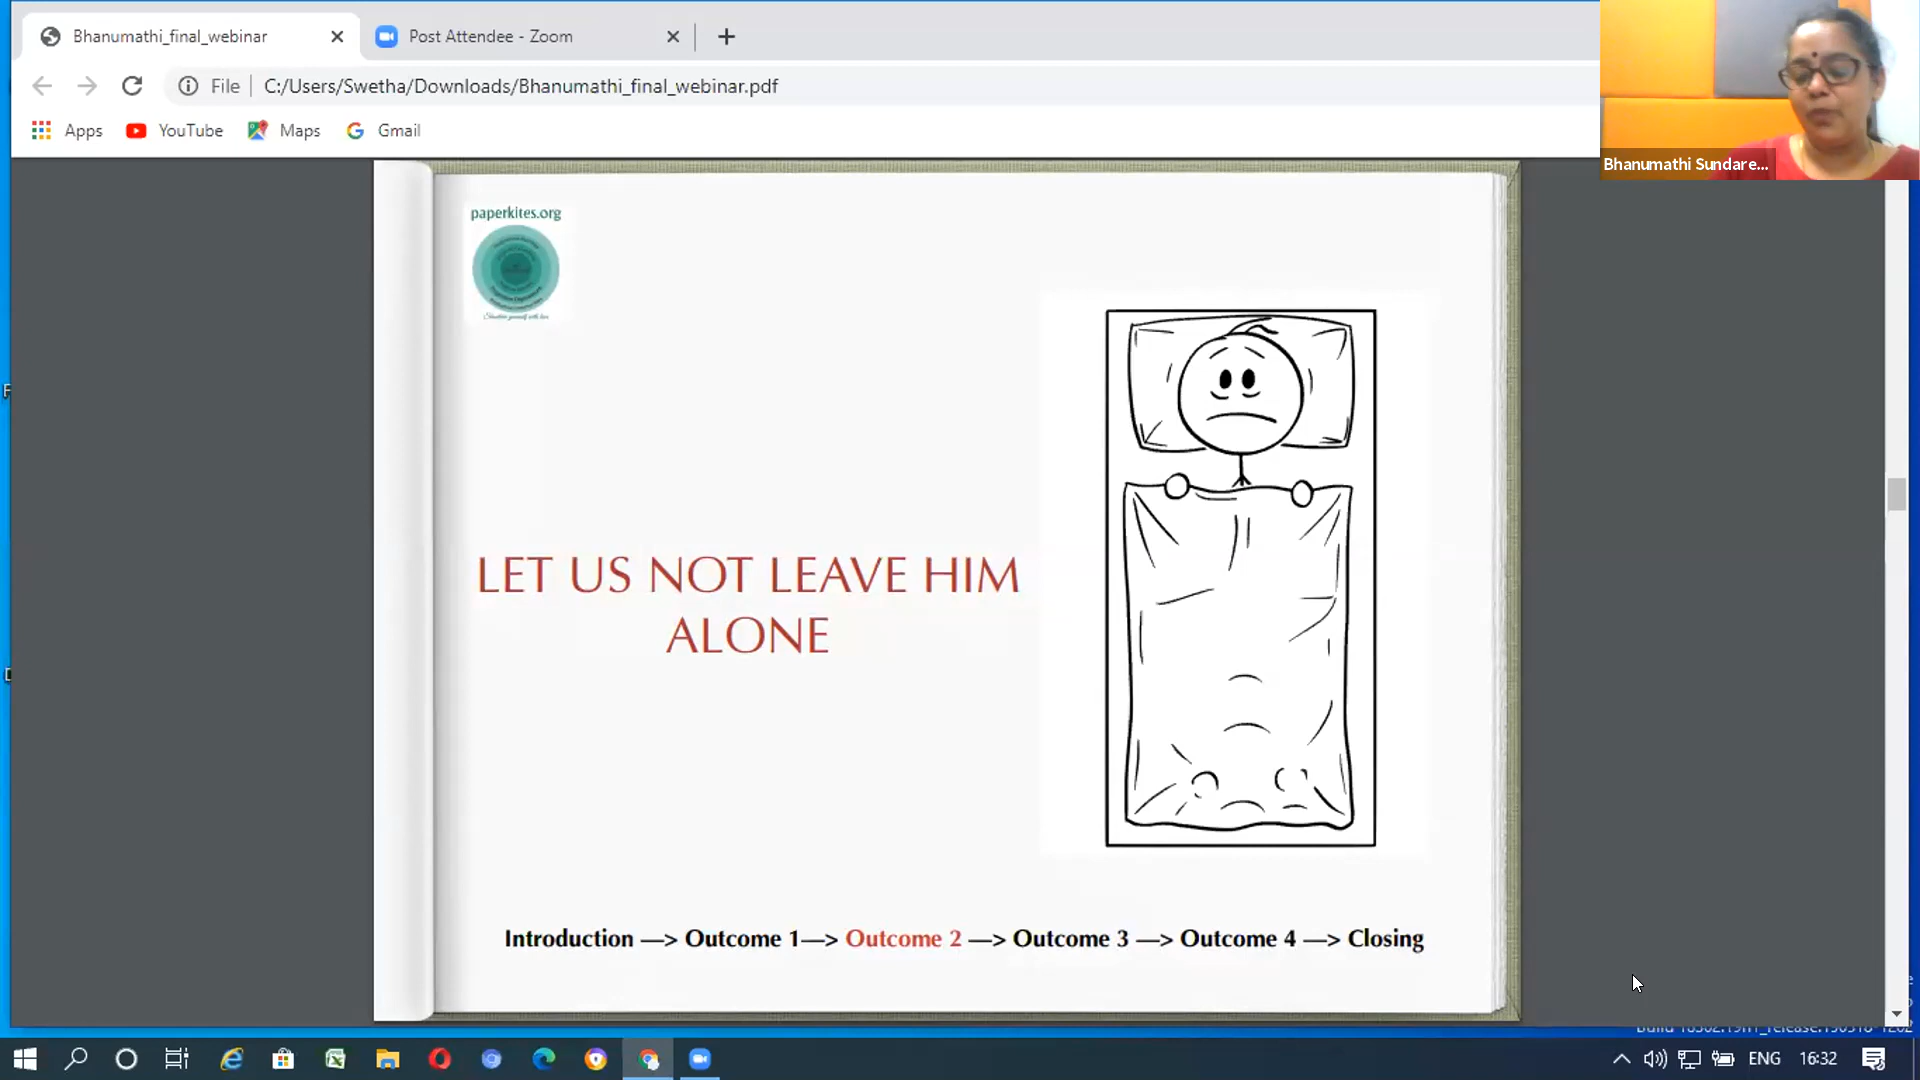 Bhanumathi_final_webinar
Post Attendee - Zoom
File
C:/Users/Swetha/Downloads/Bhanumathi_final_webinar.pdf
Apps
YouTube
Maps
Gmail
Bhanumathi Sundare...
paperkites.org
LET US NOT LEAVE HIM
ALONE
Introduction —> Outcome 1—> Outcome 2 —> Outcome 3 —> Outcome 4 —> Closing
ENG
16:32